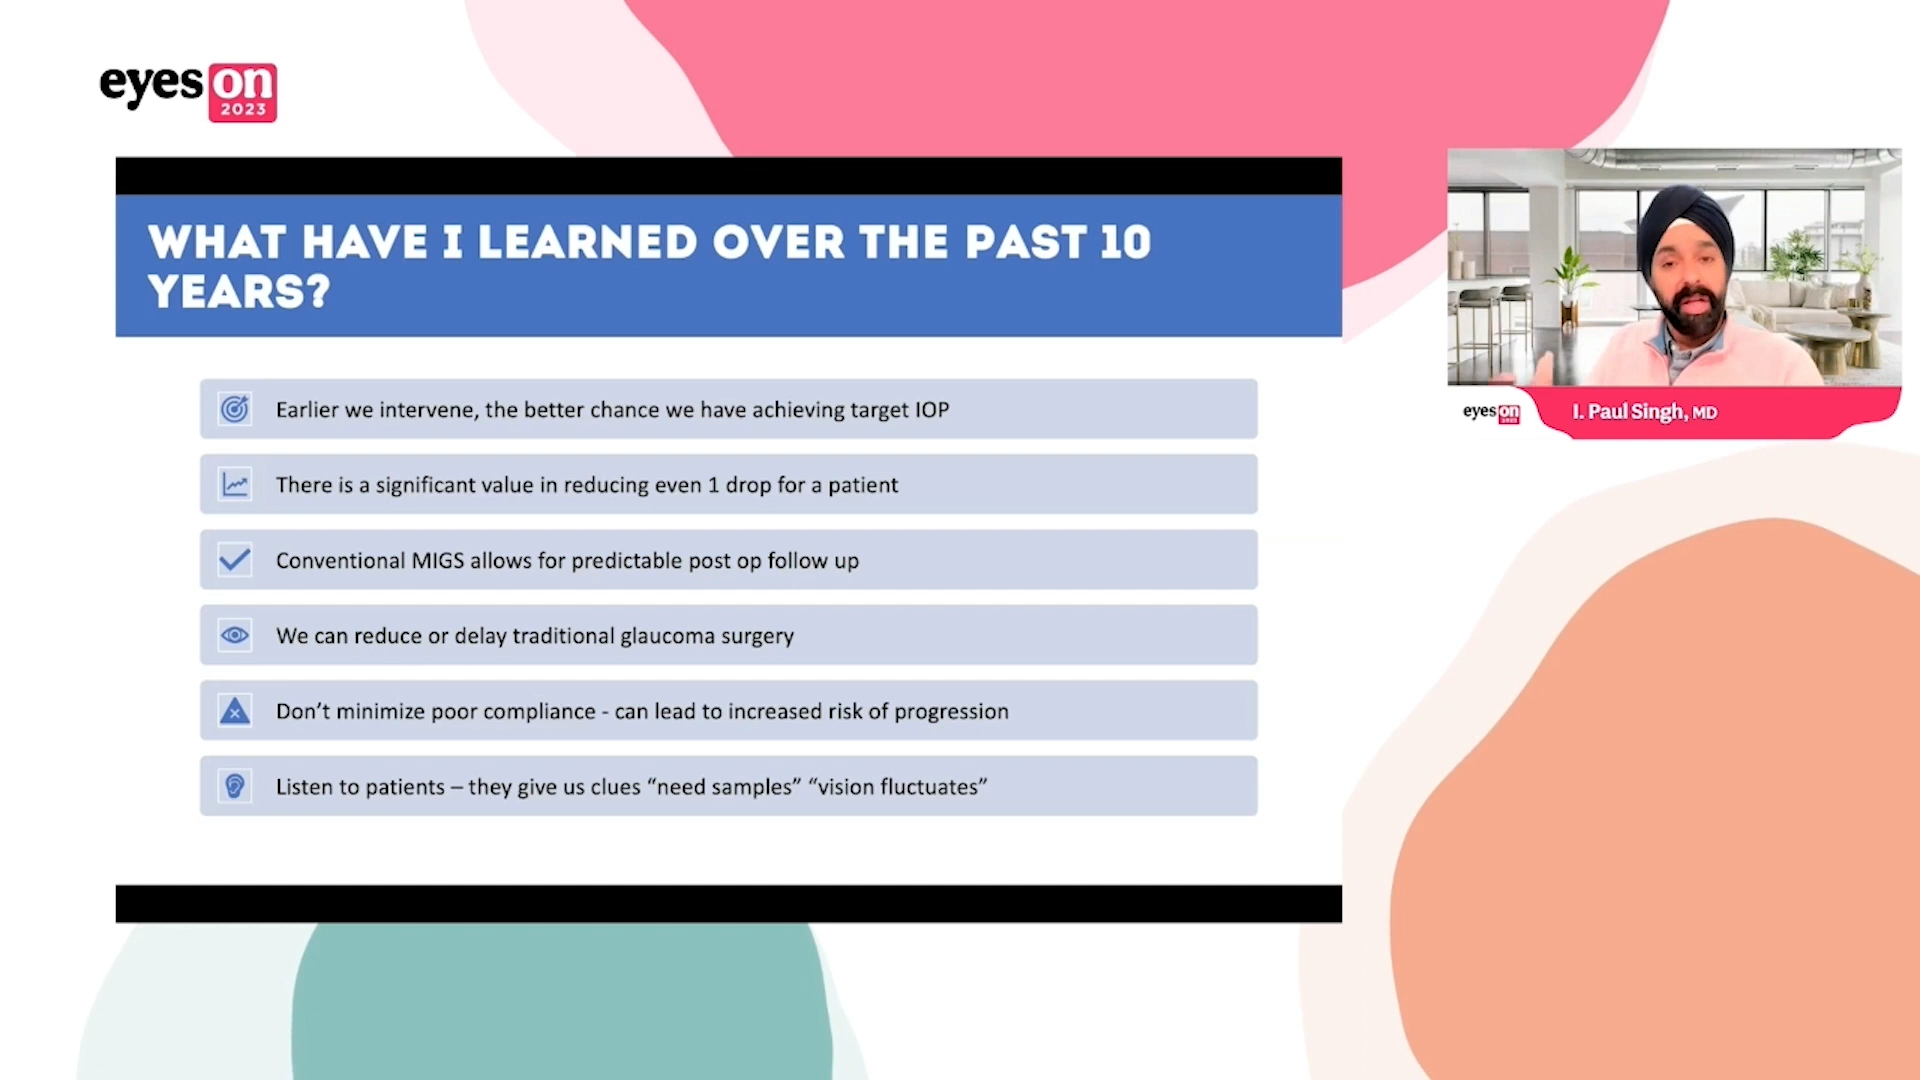 eyes on
2023
WHAT HAVE I LEARNED OVER THE PAST 10
YEARS?
Earlier we intervene, the better chance we have achieving target IOP
There is a significant value in reducing even 1 drop for a patient
Conventional MIGS allows for predictable post op follow up
We can reduce or delay traditional glaucoma surgery
Don’t minimize poor compliance - can lead to increased risk of progression
Listen to patients – they give us clues “need samples” “vision fluctuates”
eyes on
2023
I. Paul Singh, MD